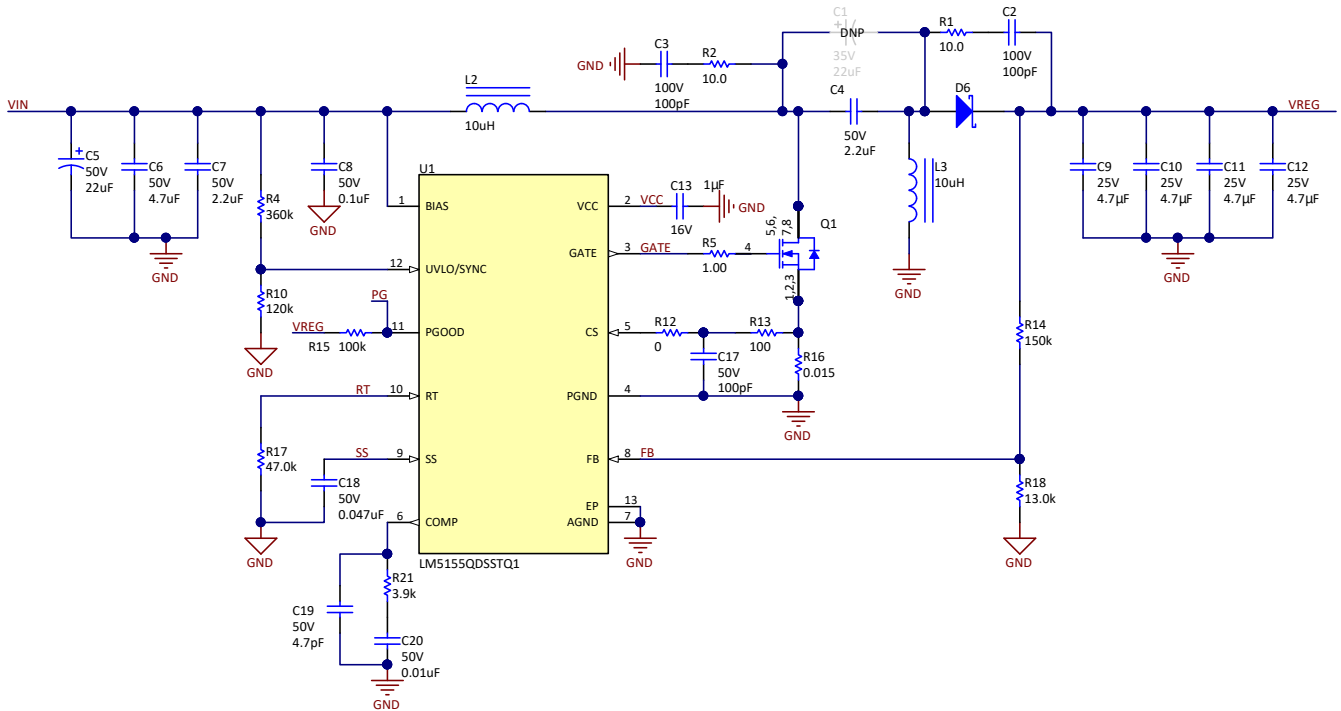 C1
+
DNP
35V
22uF
R1
10.0
C2
100V
100pF
GND
C3
100V
100pF
R2
10.0
VIN
L2
10uH
C4
50V
2.2uF
D6
VREG
C5
50V
22uF
+
C6
50V
4.7uF
C7
50V
2.2uF
GND
R4
360k
C8
50V
0.1uF
GND
L3
10uH
GND
C9
25V
4.7µF
C10
25V
4.7µF
C11
25V
4.7µF
C12
25V
4.7µF
GND
U1
1 BIAS
VCC 2 VCC
C13
1µF
16V
GND
GATE 3 GATE
R5
1.00
4
5,6,
7,8
Q1
1,2,3
12 UVLO/SYNC
R10
120k
GND
PG
VREG
R15 100k
11 PGOOD
CS 5
R12
0
R13
100
C17
50V
100pF
R16
0.015
PGND 4
GND
R14
150k
RT 10 RT
R17
47.0k
SS 9 SS
C18
50V
0.047uF
GND
FB 8 FB
R18
13.0k
GND
EP 13
AGND 7
GND
6 COMP
LM5155QDSSTQ1
R21
3.9k
C19
50V
4.7pF
C20
50V
0.01uF
GND